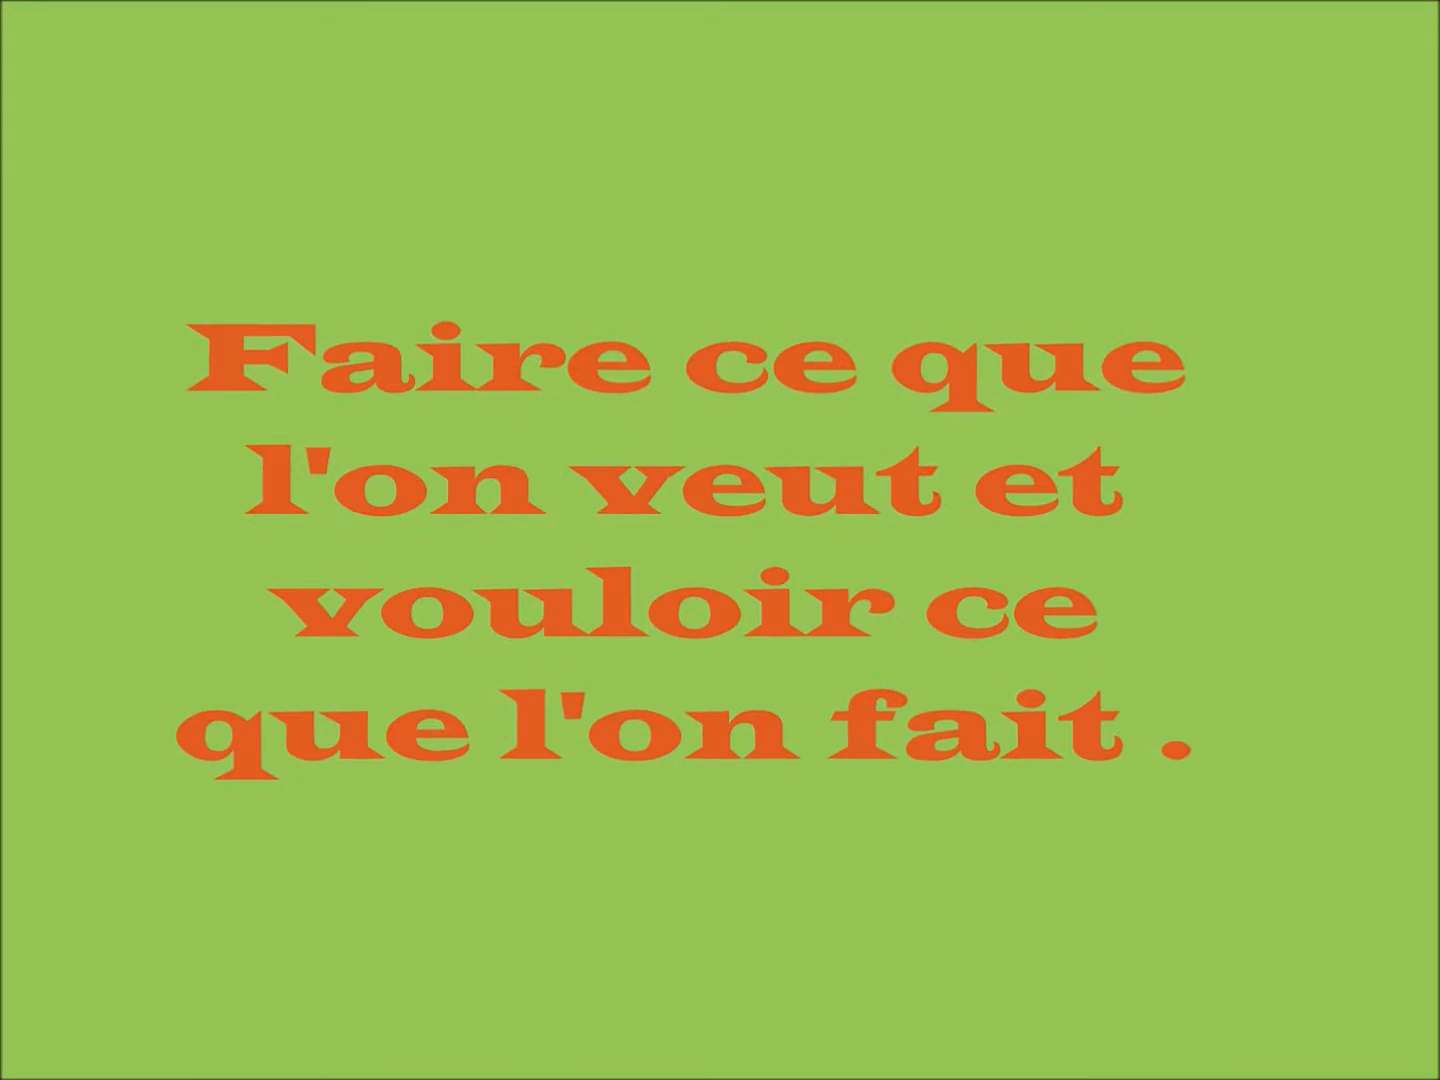 Faire ce que
l'on veut et
vouloir ce
que l'on fait .